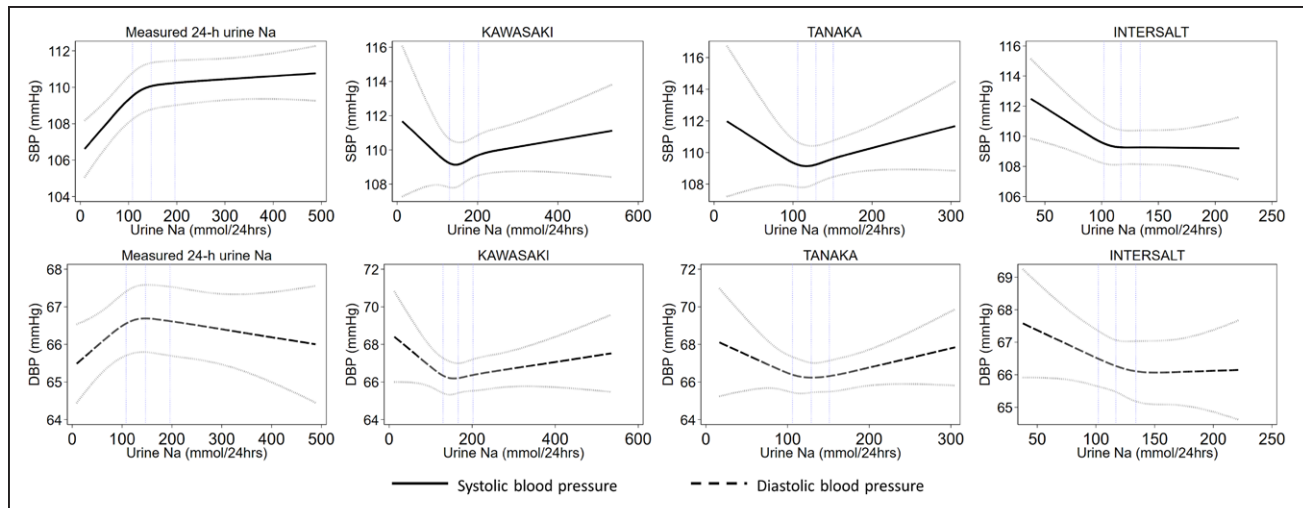 Measured 24-h urine Na
SBP (mmHg)
112
110
108
106
104
0 100 200 300 400 500
Urine Na (mmol/24hrs)
KAWASAKI
SBP (mmHg)
116
114
112
110
108
0 200 400 600
Urine Na (mmol/24hrs)
TANAKA
SBP (mmHg)
116
114
112
110
108
0 100 200 300
Urine Na (mmol/24hrs)
INTERSALT
SBP (mmHg)
116
114
112
110
108
106
50 100 150 200 250
Urine Na (mmol/24hrs)
Measured 24-h urine Na
DBP (mmHg)
68
67
66
65
64
0 100 200 300 400 500
Urine Na (mmol/24hrs)
KAWASAKI
DBP (mmHg)
72
70
68
66
64
0 200 400 600
Urine Na (mmol/24hrs)
TANAKA
DBP (mmHg)
72
70
68
66
64
0 100 200 300
Urine Na (mmol/24hrs)
INTERSALT
DBP (mmHg)
69
68
67
66
65
50 100 150 200 250
Urine Na (mmol/24hrs)
Systolic blood pressure
Diastolic blood pressure